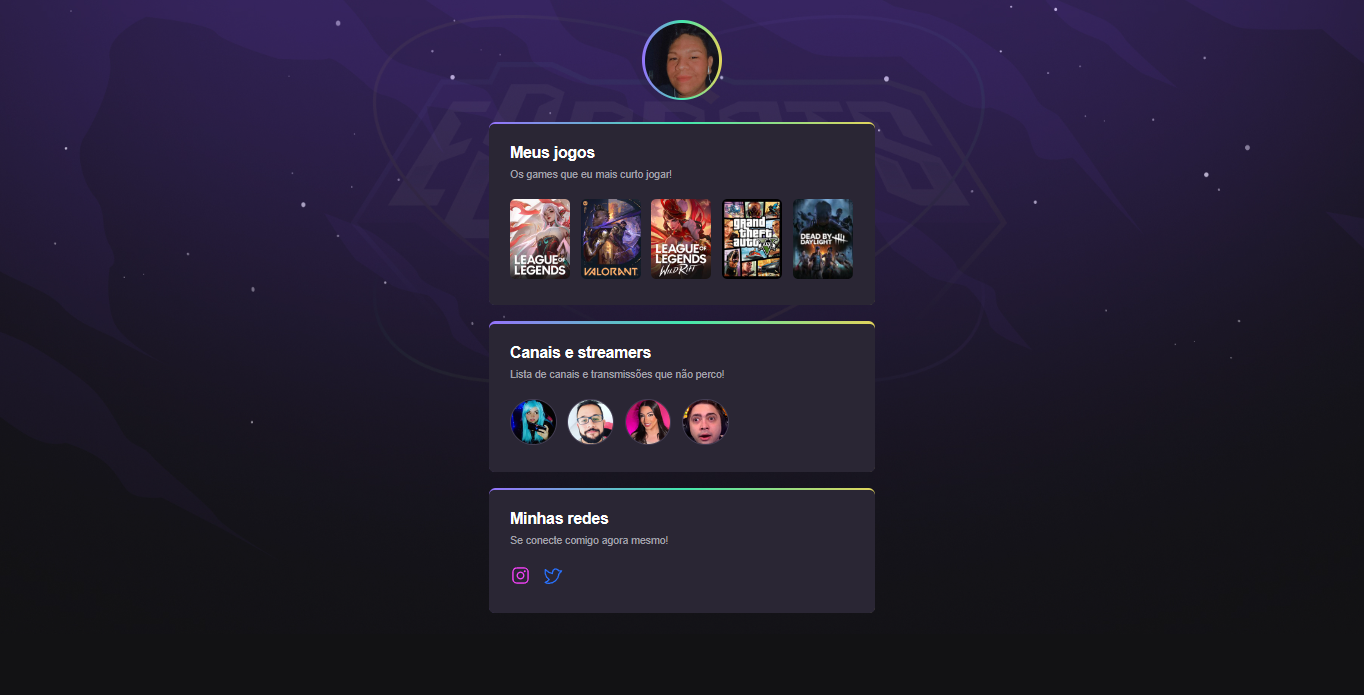 ESPORTS
Meus jogos
Os games que eu mais curto jogar!
LEAGUE OF
LEGENDS
VALORANT
LEAGUE OF
LEGENDS
WILD RIFT
grand
theft
auto
V
DEAD BY
DAYLIGHT
Canais e streamers
Lista de canais e transmissões que não perco!
Minhas redes
Se conecte comigo agora mesmo!